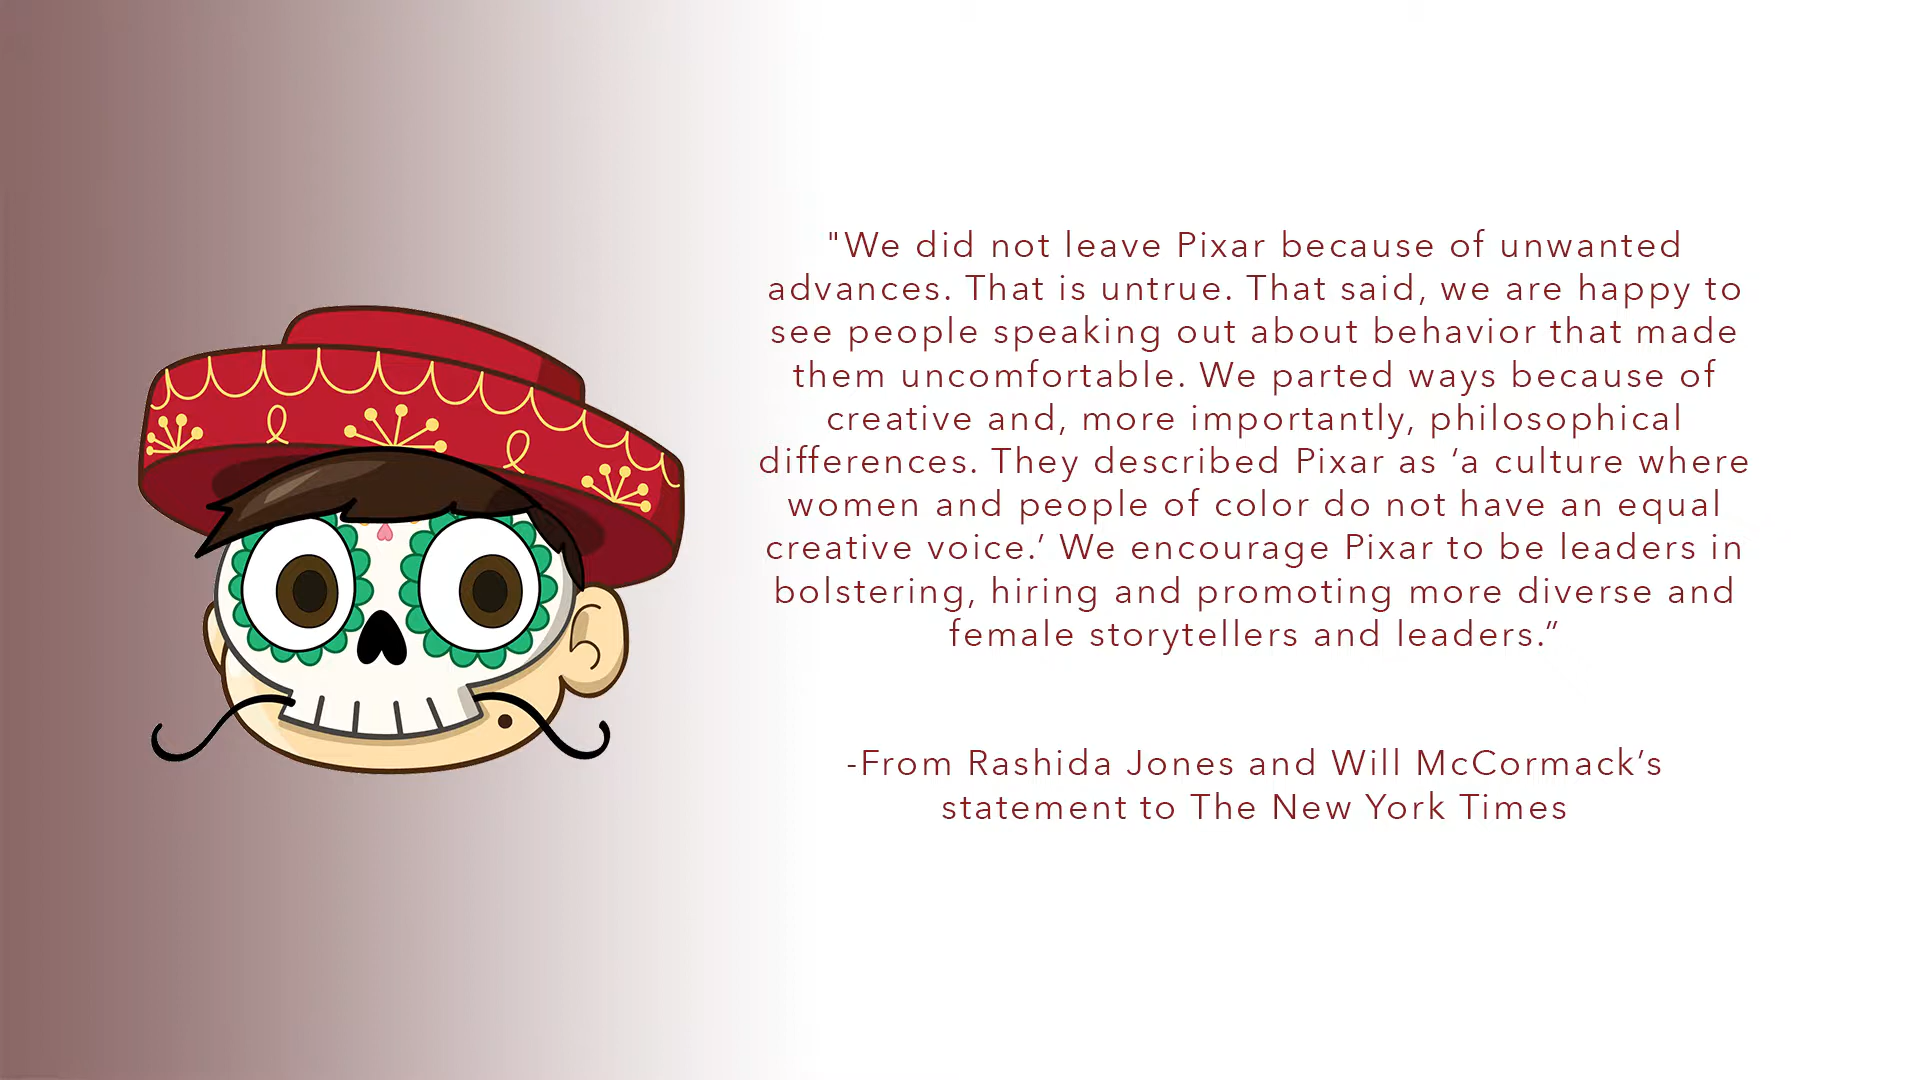 "We did not leave Pixar because of unwanted
advances. That is untrue. That said, we are happy to
see people speaking out about behavior that made
them uncomfortable. We parted ways because of
creative and, more importantly, philosophical
differences. They described Pixar as ‘a culture where
women and people of color do not have an equal
creative voice.’ We encourage Pixar to be leaders in
bolstering, hiring and promoting more diverse and
female storytellers and leaders.”
-From Rashida Jones and Will McCormack’s
statement to The New York Times